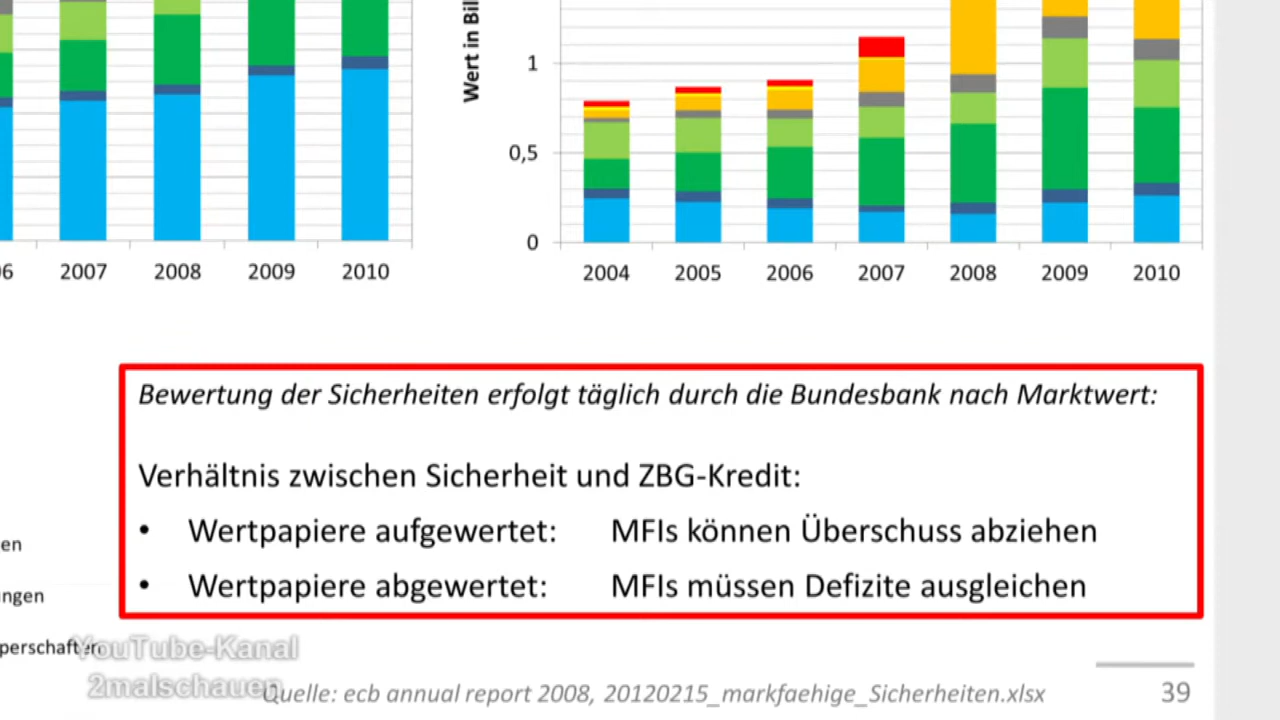 Wert in Bil
1
0,5
0
06 2007 2008 2009 2010
2004 2005 2006 2007 2008 2009 2010
Bewertung der Sicherheiten erfolgt täglich durch die Bundesbank nach Marktwert:
Verhältnis zwischen Sicherheit und ZBG-Kredit:
• Wertpapiere aufgewertet: MFIs können Überschuss abziehen
• Wertpapiere abgewertet: MFIs müssen Defizite ausgleichen
en
ngen
perschaften
YouTube-Kanal
2malschauen
Quelle: ecb annual report 2008, 20120215_markfaehige_Sicherheiten.xlsx
39